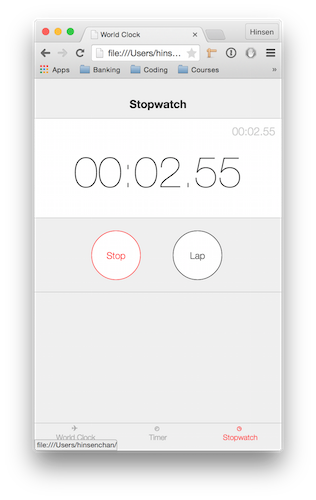 World Clock
Hinsen
file:///Users/hins...
Apps Banking Coding Courses »
Stopwatch
00:02.55
00:02.55
Stop Lap
World Clock Timer Stopwatch
file:///Users/hinsenchan/